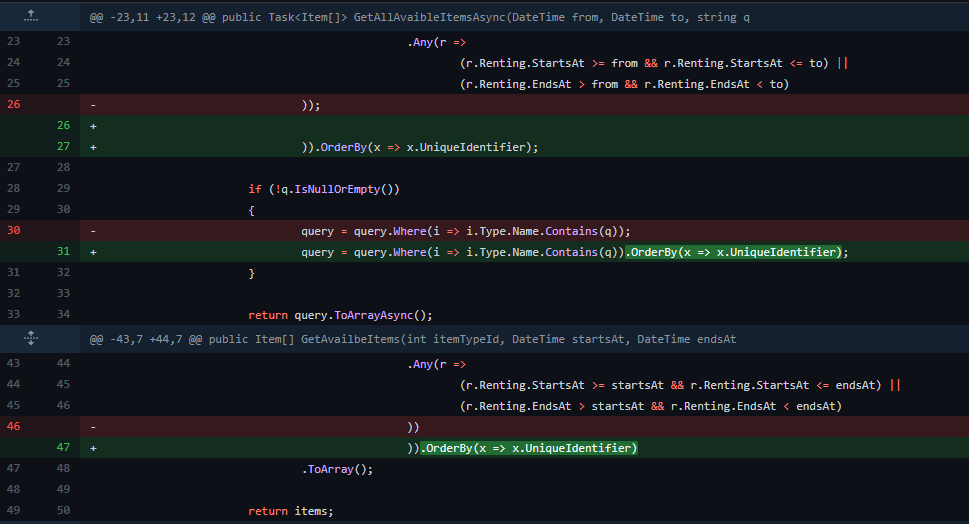 @@ -23,11 +23,12 @@ public Task<Item[]> GetAllAvaibleItemsAsync(DateTime from, DateTime to, string q
23 23 .Any(r =>
24 24 (r.Renting.StartsAt >= from && r.Renting.StartsAt <= to) ||
25 25 (r.Renting.EndsAt > from && r.Renting.EndsAt < to)
26 - ));
26 +
27 + )).OrderBy(x => x.UniqueIdentifier);
27 28
28 29 if (!q.IsNullOrEmpty())
29 30 {
30 - query = query.Where(i => i.Type.Name.Contains(q));
31 + query = query.Where(i => i.Type.Name.Contains(q)).OrderBy(x => x.UniqueIdentifier);
31 32 }
32 33
33 34 return query.ToArrayAsync();
@@ -43,7 +44,7 @@ public Item[] GetAvailbeItems(int itemTypeId, DateTime startsAt, DateTime endsAt
43 44 .Any(r =>
44 45 (r.Renting.StartsAt >= startsAt && r.Renting.StartsAt <= endsAt) ||
45 46 (r.Renting.EndsAt > startsAt && r.Renting.EndsAt < endsAt)
46 - ))
47 + )).OrderBy(x => x.UniqueIdentifier)
47 48 .ToArray();
48 49
49 50 return items;